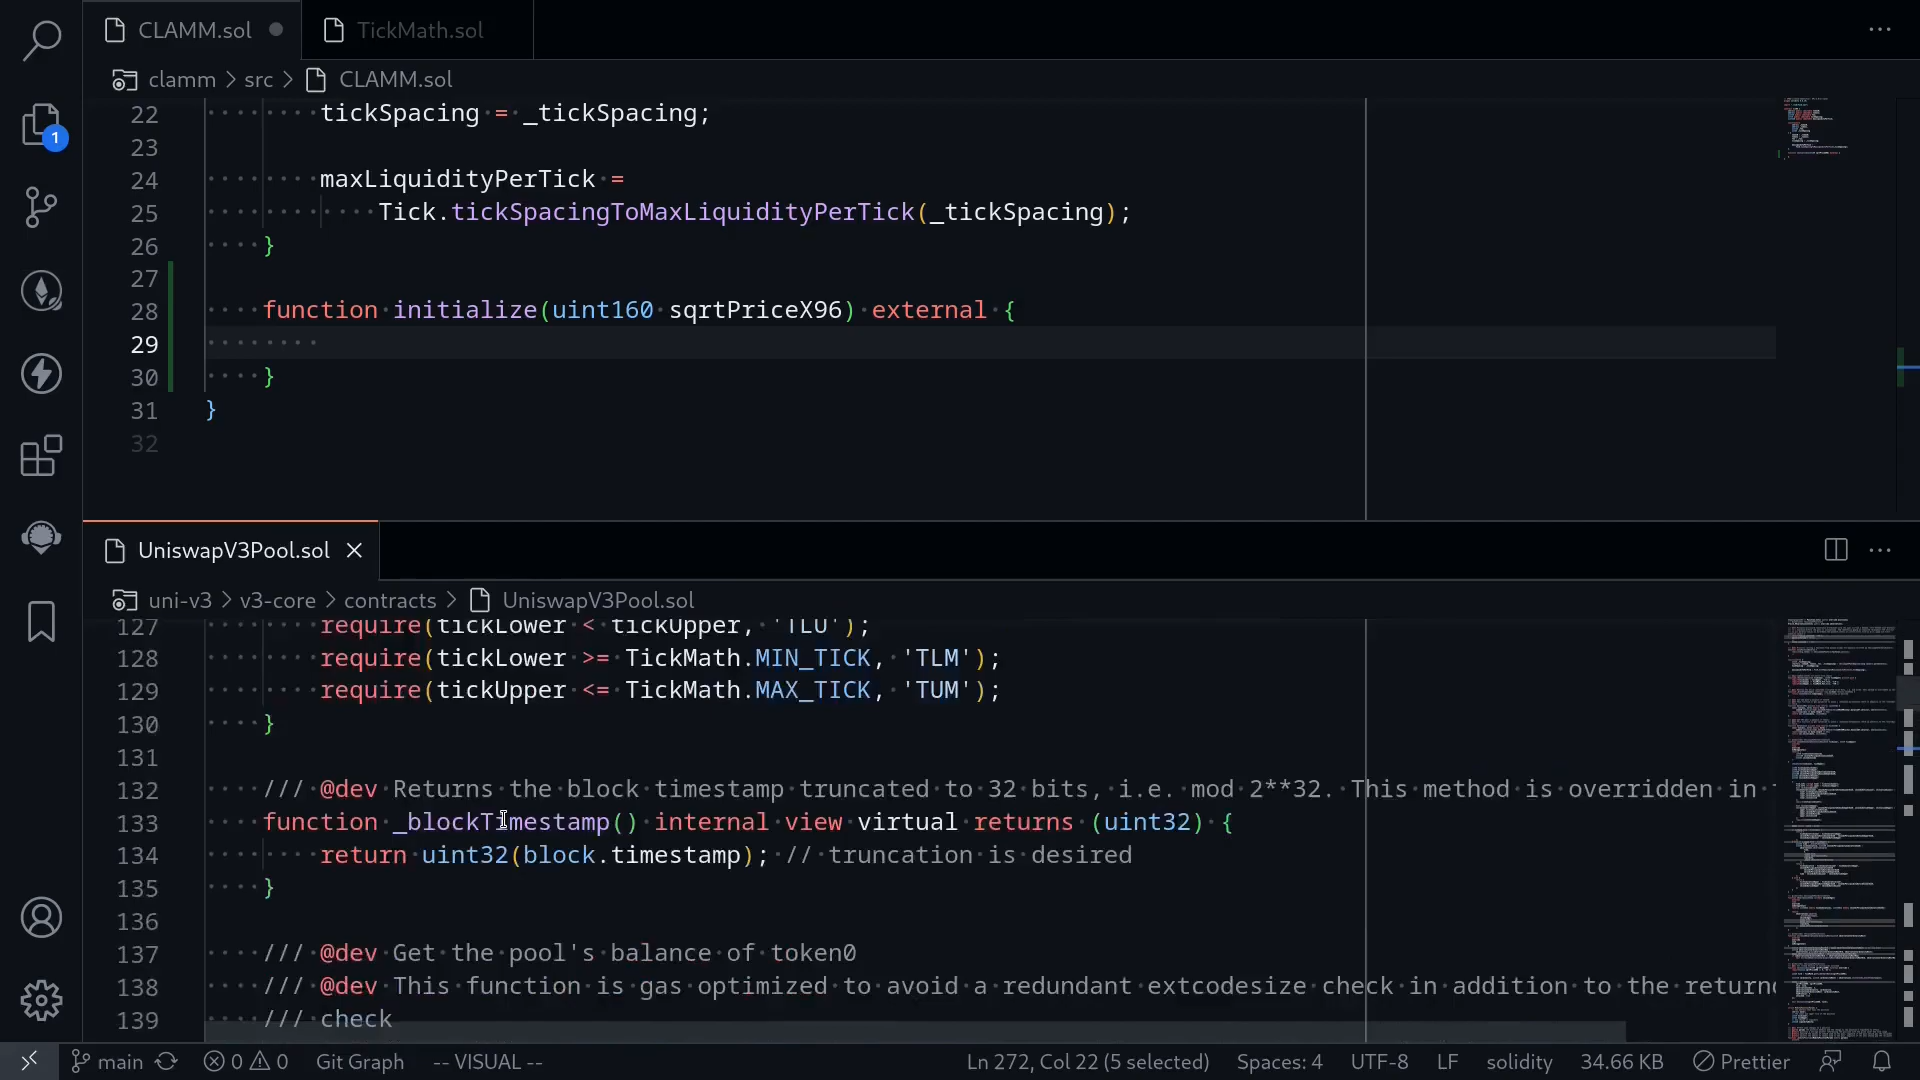 CLAMM.sol
TickMath.sol
clamm > src > CLAMM.sol
22 tickSpacing = _tickSpacing;
23
24 maxLiquidityPerTick =
25 Tick.tickSpacingToMaxLiquidityPerTick(_tickSpacing);
26 }
27
28 function initialize(uint160 sqrtPriceX96) external {
29
30 }
31 }
32
1
UniswapV3Pool.sol
uni-v3 > v3-core > contracts > UniswapV3Pool.sol
127 require(tickLower < tickUpper, 'TLU');
128 require(tickLower >= TickMath.MIN_TICK, 'TLM');
129 require(tickUpper <= TickMath.MAX_TICK, 'TUM');
130 }
131
132 /// @dev Returns the block timestamp truncated to 32 bits, i.e. mod 2**32. This method is overridden in
133 function _blockTimestamp() internal view virtual returns (uint32) {
134 return uint32(block.timestamp); // truncation is desired
135 }
136
137 /// @dev Get the pool's balance of token0
138 /// @dev This function is gas optimized to avoid a redundant extcodesize check in addition to the return
139 /// check
main 0 0 Git Graph -- VISUAL -- Ln 272, Col 22 (5 selected) Spaces: 4 UTF-8 LF solidity 34.66 KB Prettier